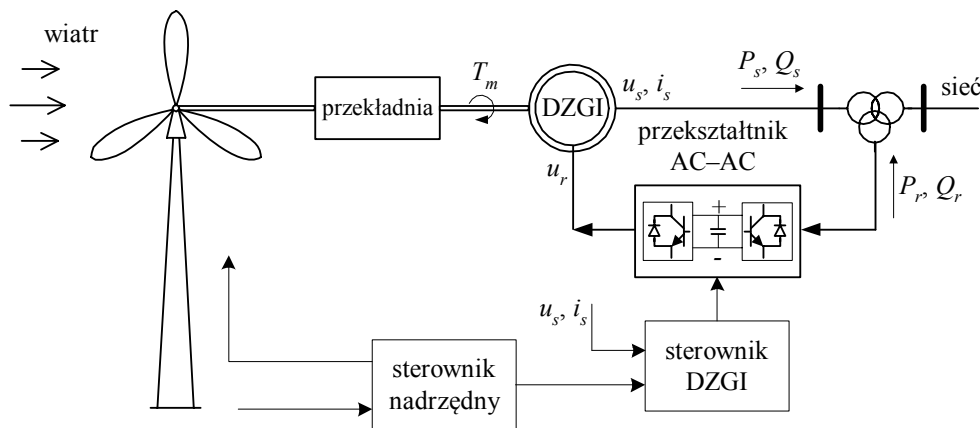 wiatr
przekładnia
T_m
DZGI
u_s, i_s
P_s, Q_s
sieć
przekształtnik
AC–AC
u_r
P_r, Q_r
+
-
u_s, i_s
sterownik
nadrzędny
sterownik
DZGI